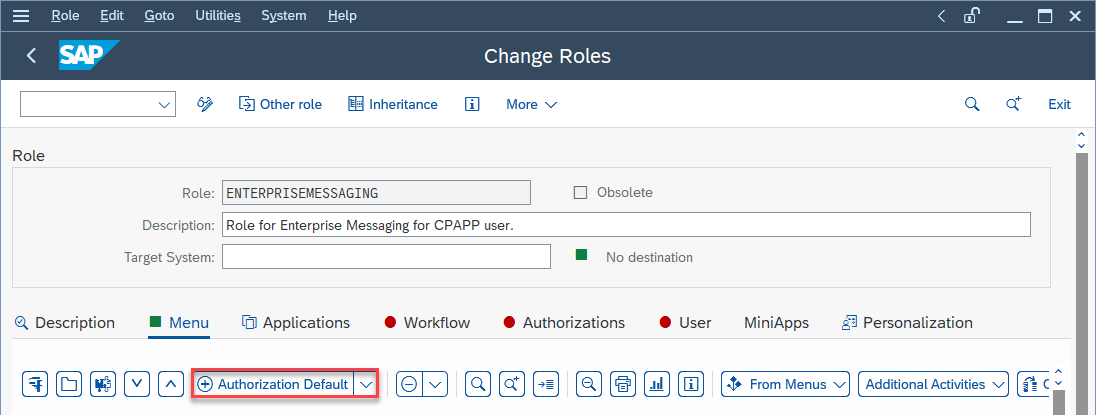 Role Edit Goto Utilities System Help
SAP Change Roles
Other role Inheritance More Exit
Role
Role: ENTERPRISEMESSAGING Obsolete
Description: Role for Enterprise Messaging for CPAPP user.
Target System: No destination
Description Menu Applications Workflow Authorizations User MiniApps Personalization
Authorization Default From Menus Additional Activities